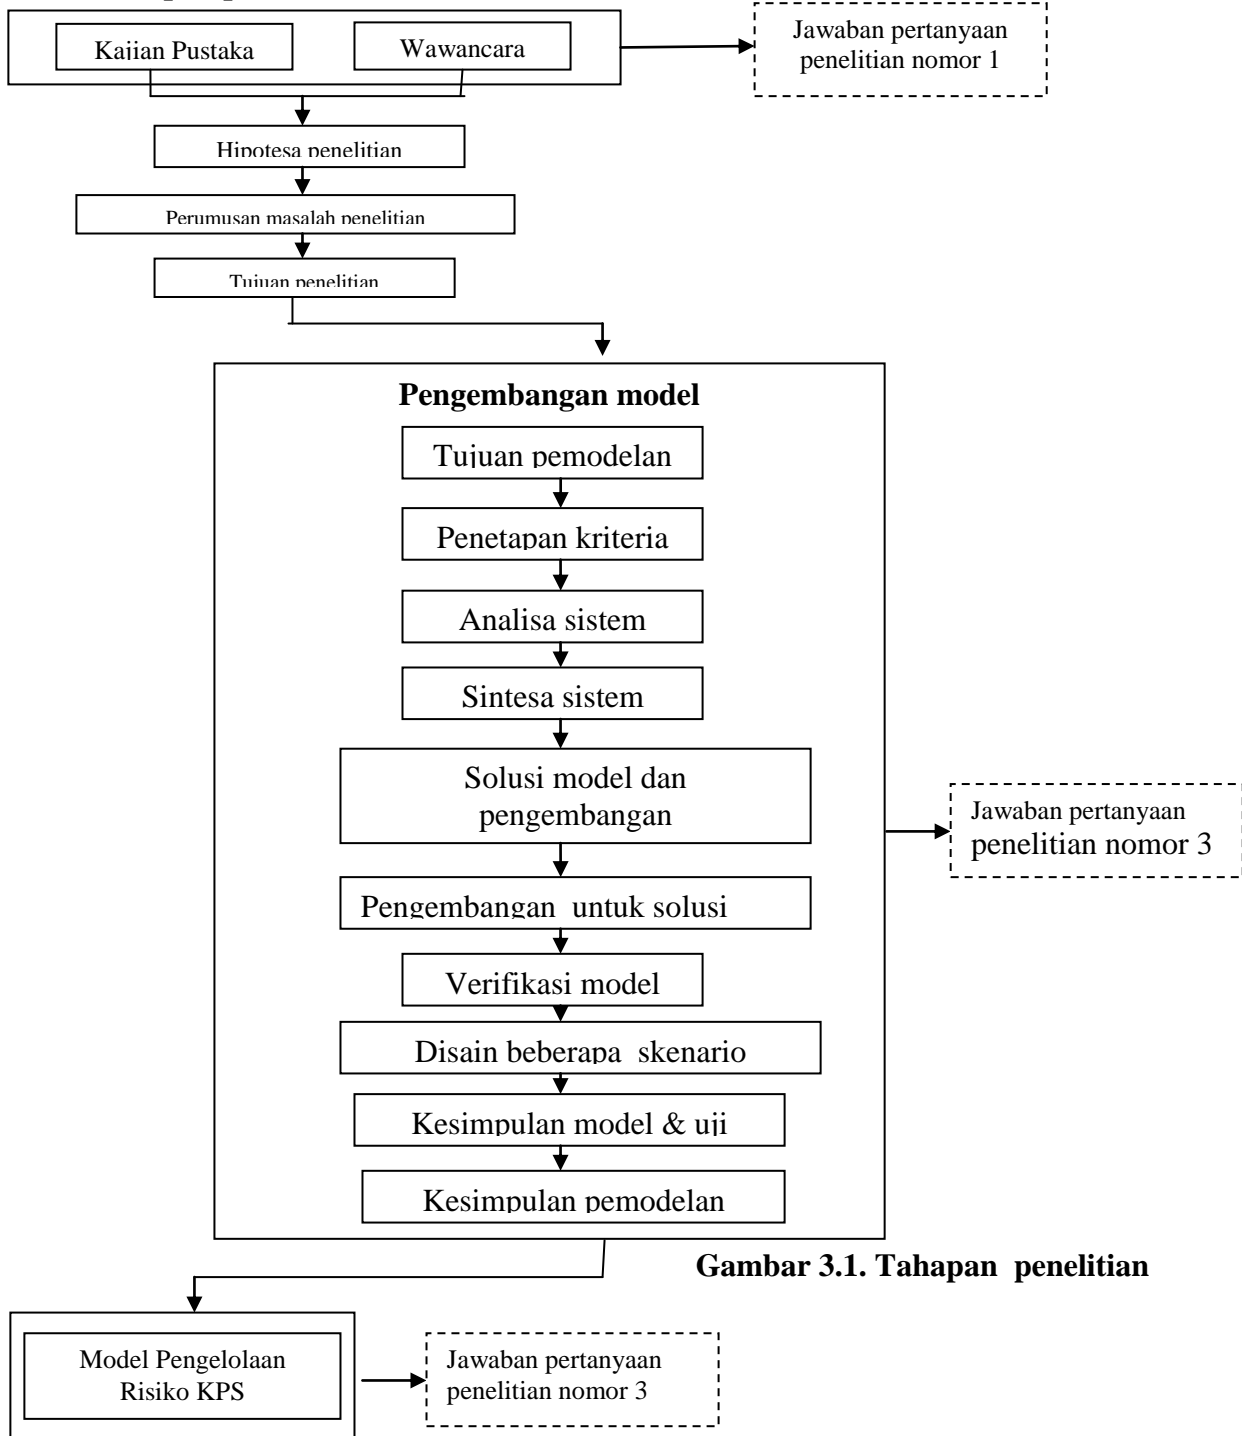 Kajian Pustaka
Wawancara
Jawaban pertanyaan
penelitian nomor 1
Hipotesa penelitian
Perumusan masalah penelitian
Tujuan penelitian
Pengembangan model
Tujuan pemodelan
Penetapan kriteria
Analisa sistem
Sintesa sistem
Solusi model dan
pengembangan
Jawaban pertanyaan
penelitian nomor 3
Pengembangan  untuk solusi
Verifikasi model
Disain beberapa  skenario
Kesimpulan model & uji
Kesimpulan pemodelan
Gambar 3.1. Tahapan  penelitian
Model Pengelolaan
Risiko KPS
Jawaban pertanyaan
penelitian nomor 3